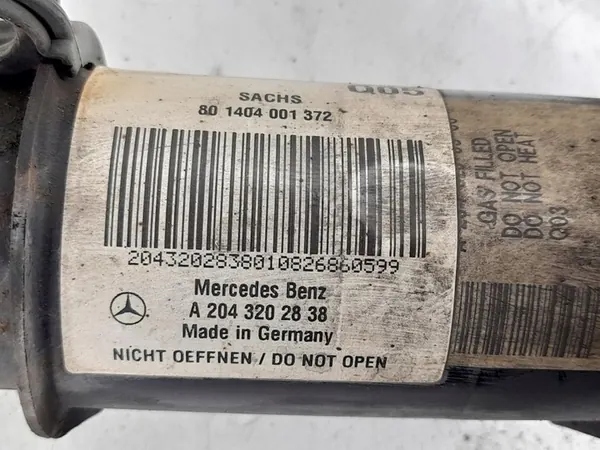 Q05
SACHS
80 1404 001 372
2043202838010826860599
Mercedes Benz
A 204 320 28 38
Made in Germany
NICHT OEFFNEN / DO NOT OPEN
GAS FILLED
DO NOT OPEN
DO NOT HEAT
Q03